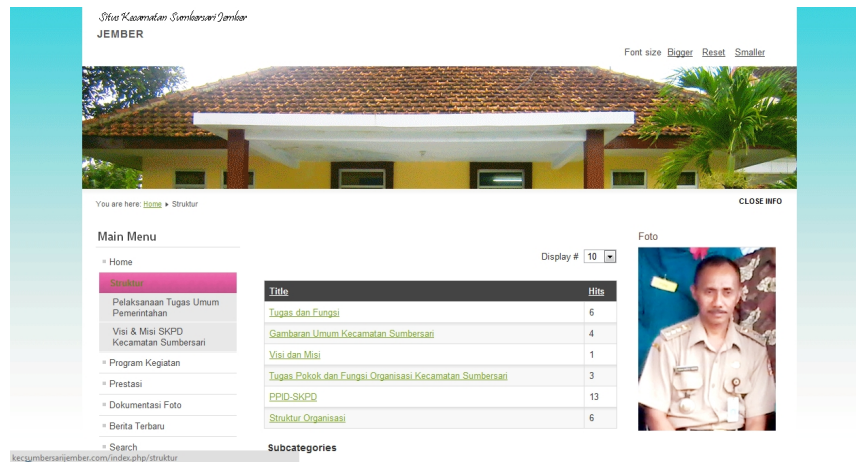 Situs Kecamatan Sumbersari Jember
JEMBER
Font size Bigger Reset Smaller
You are here: Home ▸ Struktur
CLOSE INFO
Main Menu
Home
Struktur
Pelaksanaan Tugas Umum
Pemerintahan
Visi & Misi SKPD
Kecamatan Sumbersari
Program Kegiatan
Prestasi
Dokumentasi Foto
Berita Terbaru
Search
Display # 10
Title Hits
Tugas dan Fungsi 6
Gambaran Umum Kecamatan Sumbersari 4
Visi dan Misi 1
Tugas Pokok dan Fungsi Organisasi Kecamatan Sumbersari 3
PPID-SKPD 13
Struktur Organisasi 6
Subcategories
Foto
kecsumbersarijember.com/index.php/struktur